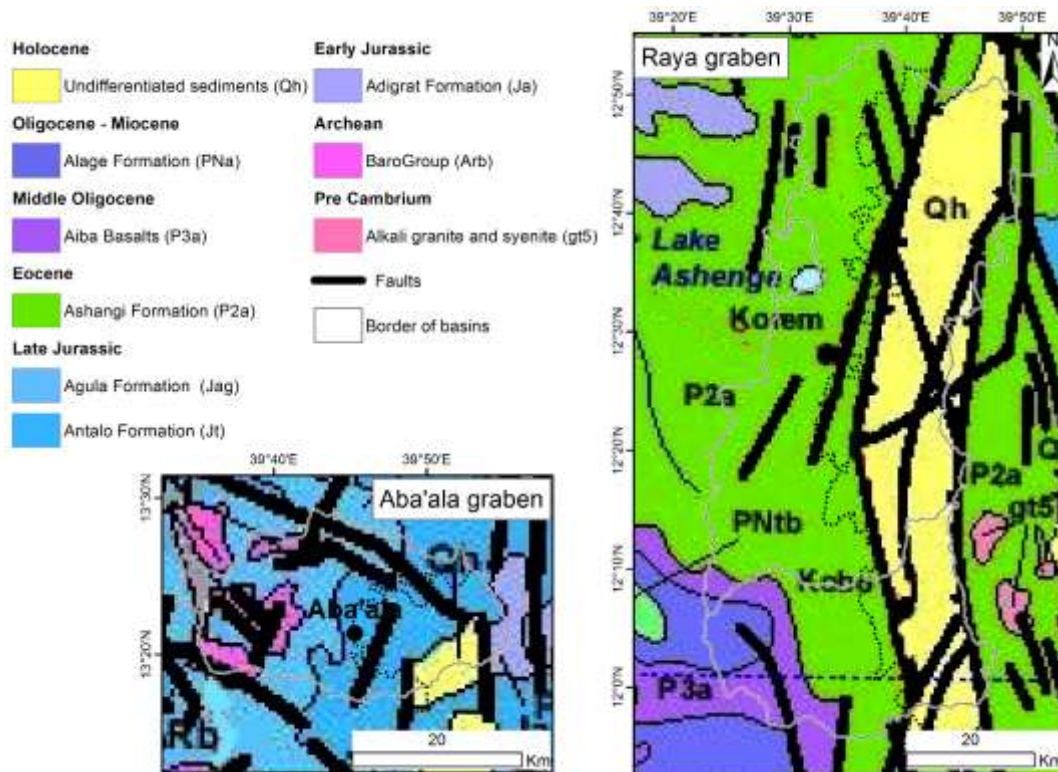 Holocene
Undifferentiated sediments (Qh)
Oligocene - Miocene
Alage Formation (PNa)
Middle Oligocene
Aiba Basalts (P3a)
Eocene
Ashangi Formation (P2a)
Late Jurassic
Agula Formation (Jag)
Antalo Formation (Jt)
Early Jurassic
Adigrat Formation (Ja)
Archean
BaroGroup (Arb)
Pre Cambrium
Alkali granite and syenite (gt5)
Faults
Border of basins
39°40'E 39°50'E
13°30'N
13°20'N
Aba'ala graben
Aba'ala
Qh
Rb
20
Km
39°20'E 39°30'E 39°40'E 39°50'E
Raya graben
N
12°50'N
12°40'N
12°30'N
12°20'N
12°10'N
12°0'N
Qh
Lake
Ashenge
Korem
P2a
P2a
gt5
PNtb
Kobo
P3a
20
Km